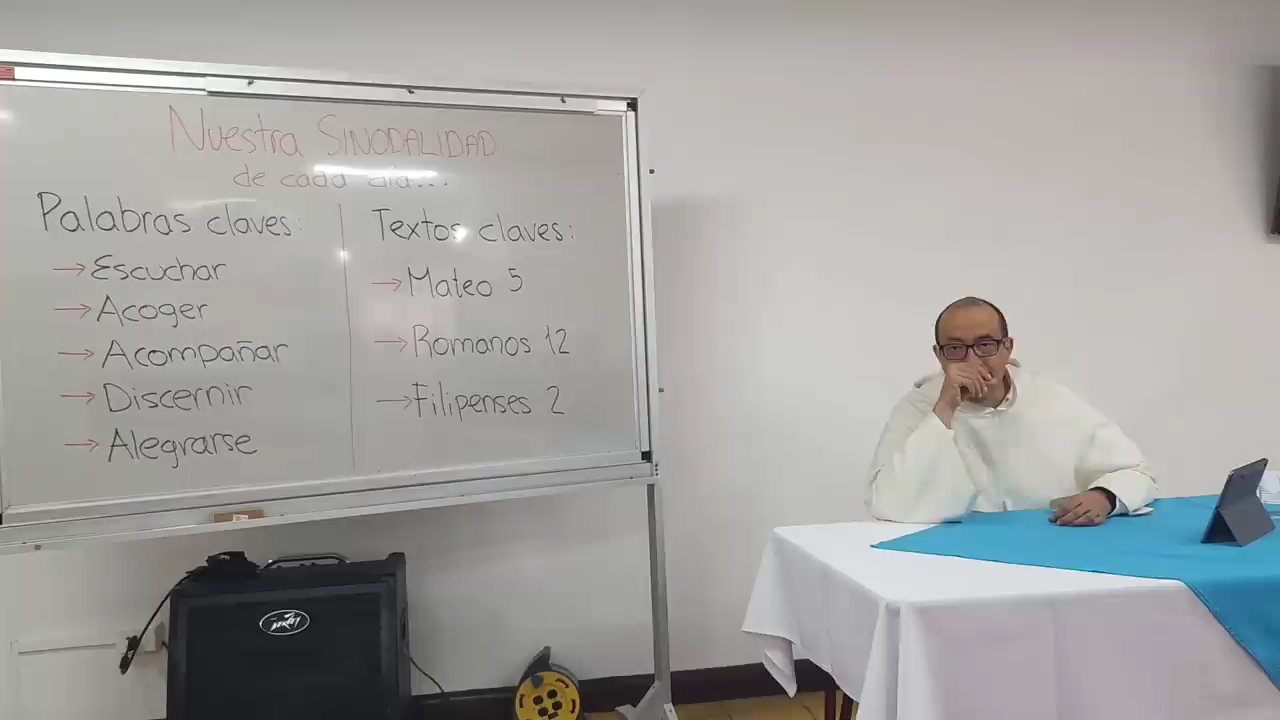 Nuestra SINODALIDAD
de cada día...
Palabras claves:
→ Escuchar
→ Acoger
→ Acompañar
→ Discernir
→ Alegrarse
Textos claves:
→ Mateo 5
→ Romanos 12
→ Filipenses 2